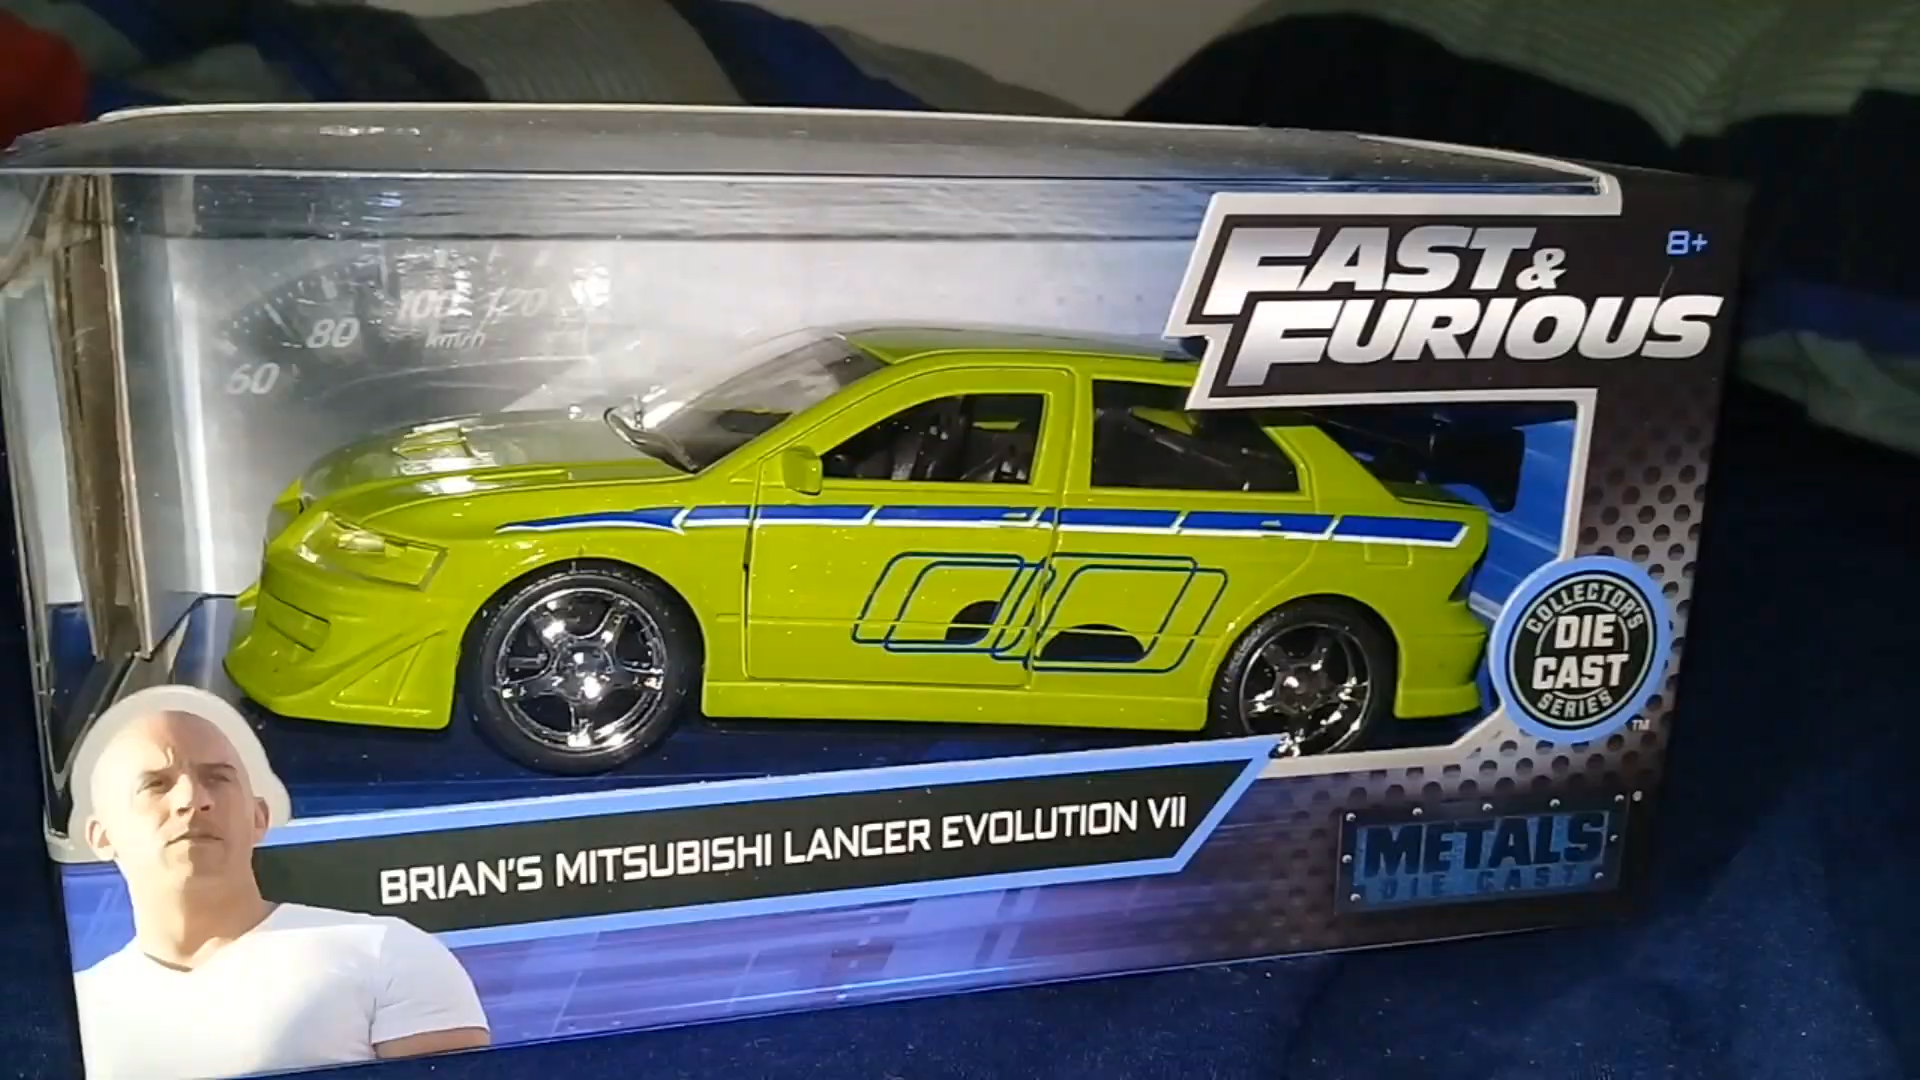 FAST &
FURIOUS
8+
60
80
100
120
km/h
COLLECTOR'S
DIE
CAST
SERIES
TM
BRIAN'S MITSUBISHI LANCER EVOLUTION VII
METALS
DIE CAST